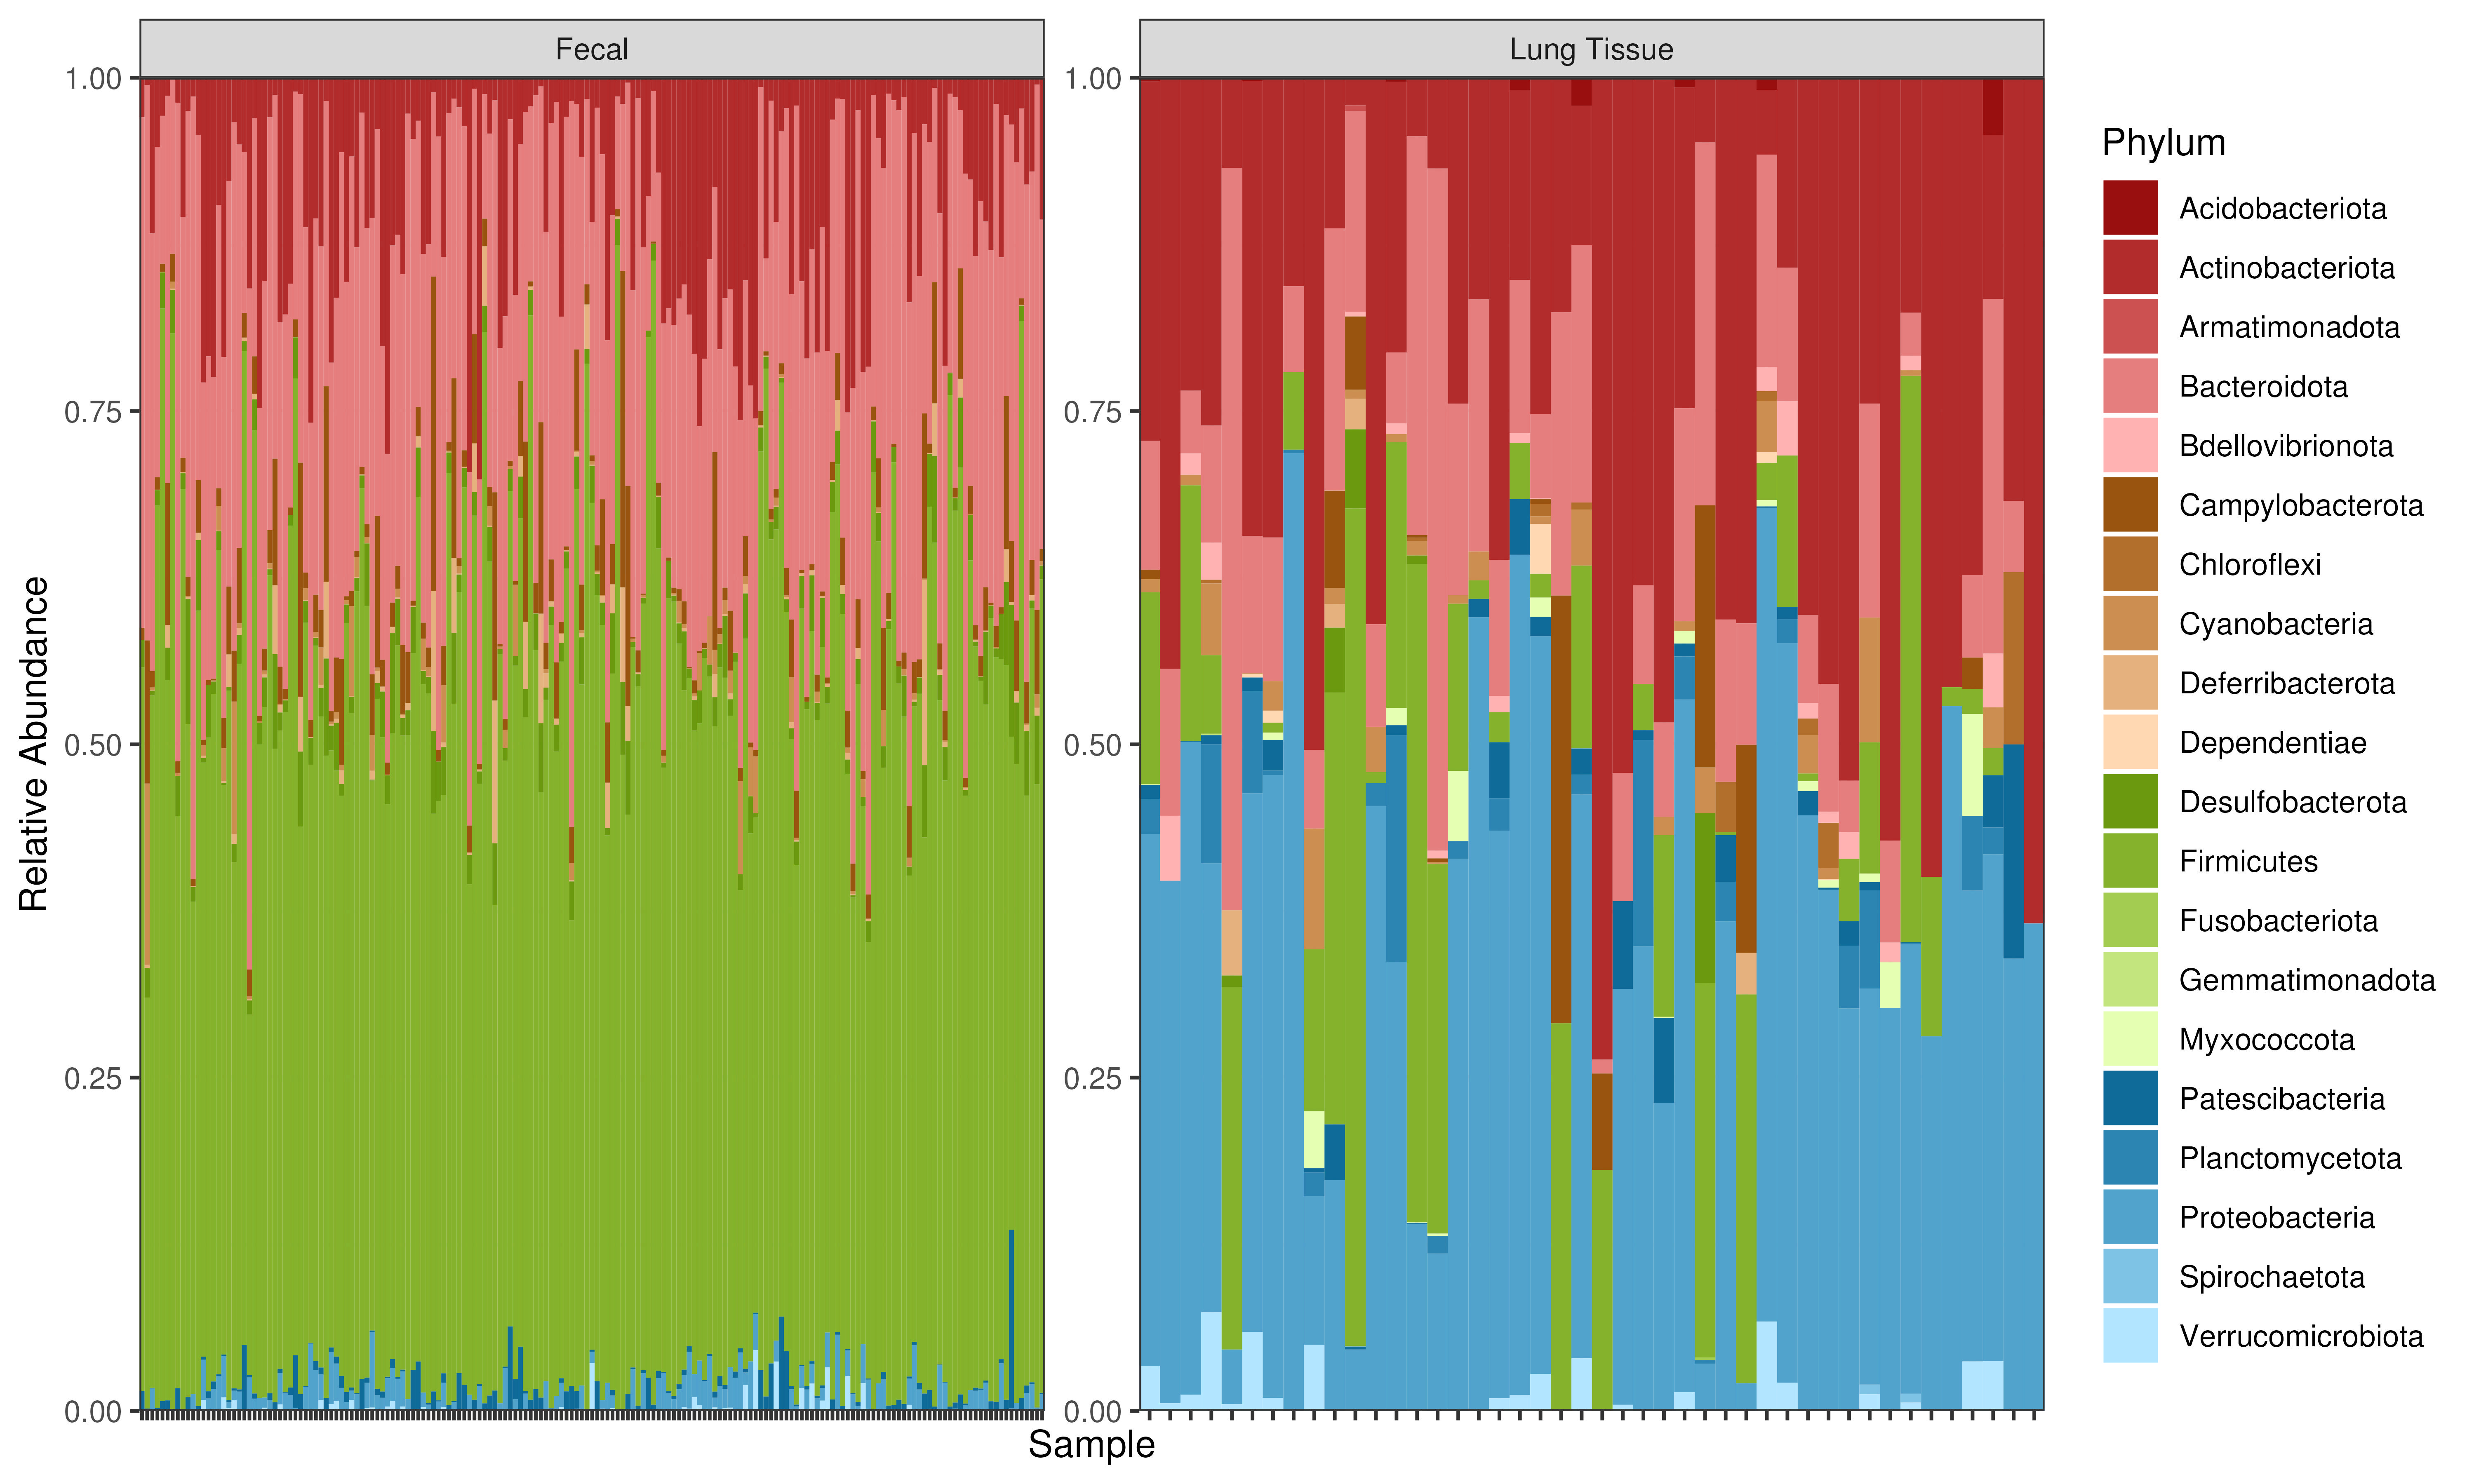 Fecal
Lung Tissue
1.00
0.75
0.50
0.25
0.00
1.00
0.75
0.50
0.25
0.00
Relative Abundance
Sample
Phylum
Acidobacteriota
Actinobacteriota
Armatimonadota
Bacteroidota
Bdellovibrionota
Campylobacterota
Chloroflexi
Cyanobacteria
Deferribacterota
Dependentiae
Desulfobacterota
Firmicutes
Fusobacteriota
Gemmatimonadota
Myxococcota
Patescibacteria
Planctomycetota
Proteobacteria
Spirochaetota
Verrucomicrobiota